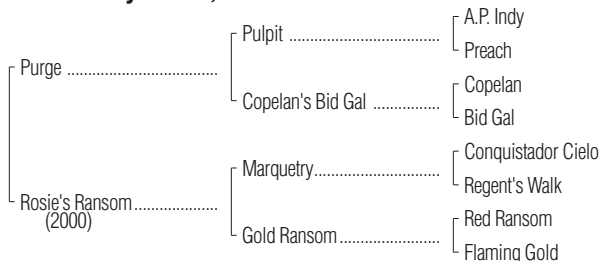 A.P. Indy
Pulpit ........................................
Preach
Purge ........................................
Copelan
Copelan's Bid Gal ..................
Bid Gal
Conquistador Cielo
Marquetry..................................
Regent's Walk
Rosie's Ransom......................
(2000)
Red Ransom
Gold Ransom...........................
Flaming Gold